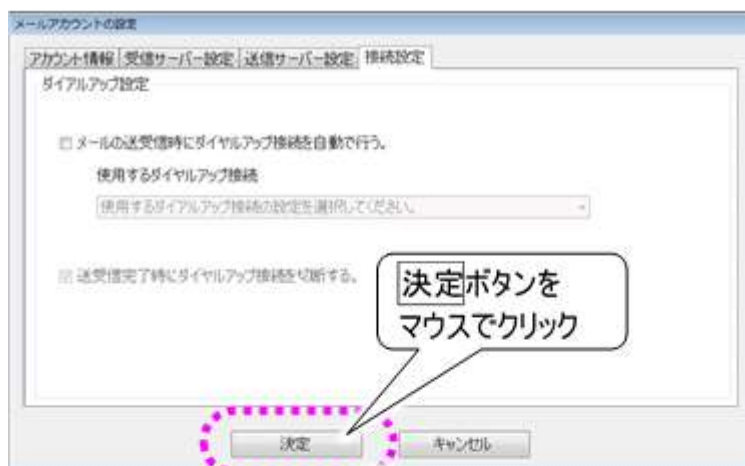 メールアカウントの設定
アカウント情報 受信サーバー設定 送信サーバー設定 接続設定
ダイアルアップ設定
メールの送受信時にダイヤルアップ接続を自動で行う。
使用するダイヤルアップ接続
使用するダイアルアップ接続の設定を選択してください。
送受信完了時にダイヤルアップ接続を切断する。
決定ボタンを
マウスでクリック
決定 キャンセル